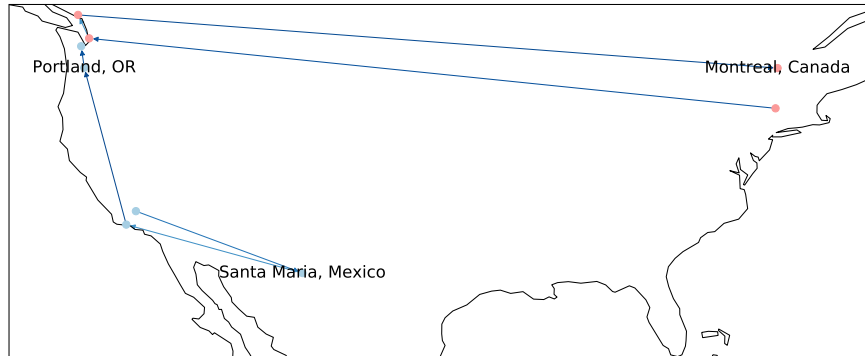 Portland, OR
Montreal, Canada
Santa Maria, Mexico